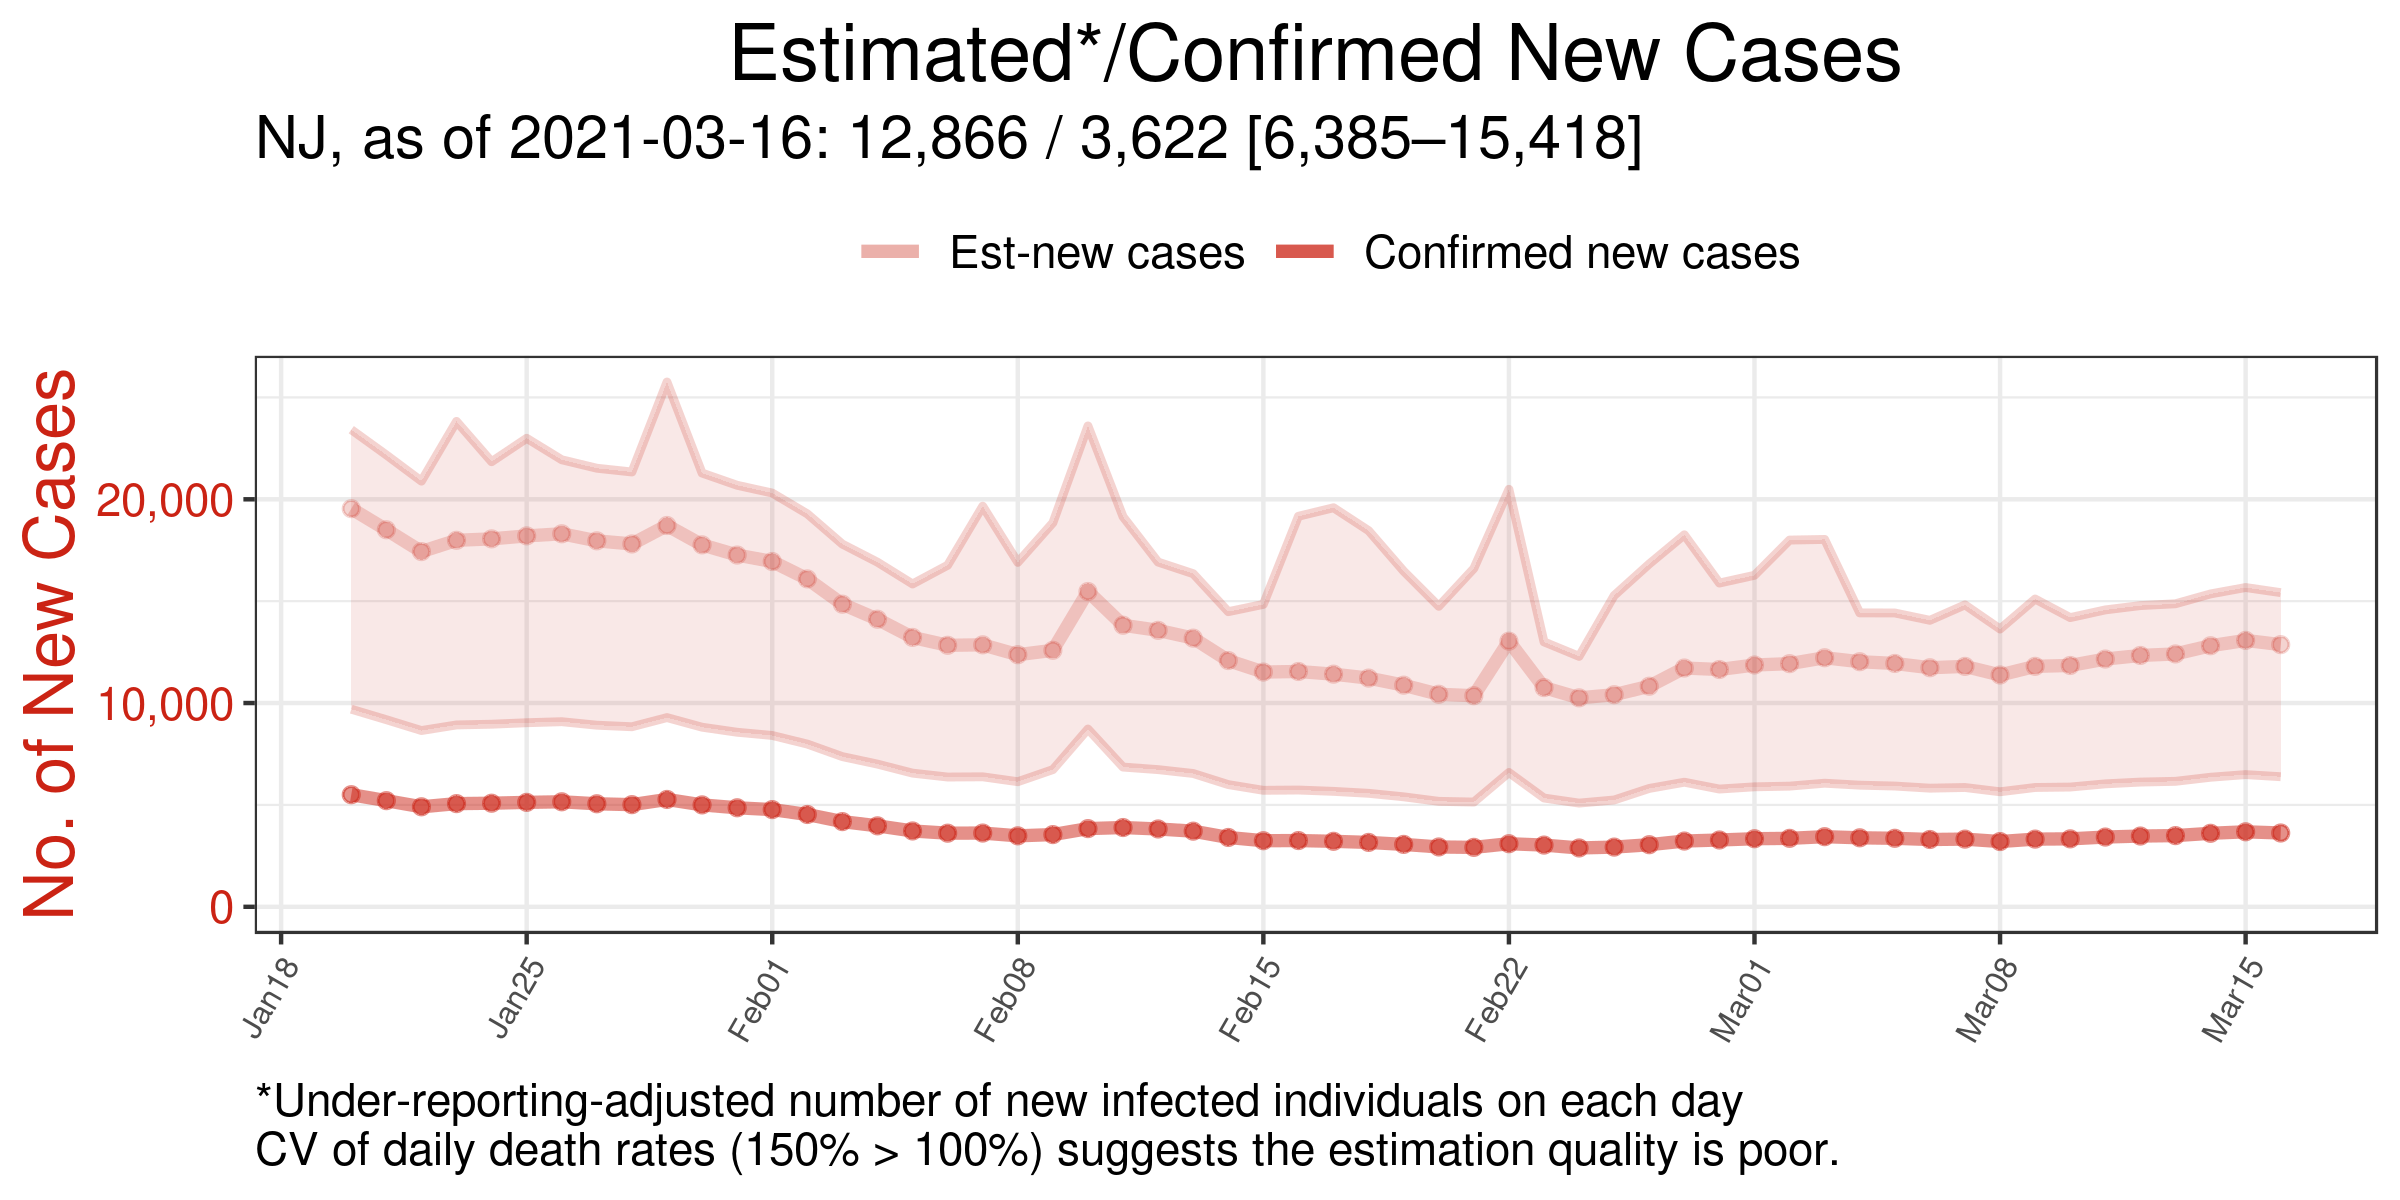 Estimated*/Confirmed New Cases
NJ, as of 2021-03-16: 12,866 / 3,622 [6,385–15,418]
Est-new cases
Confirmed new cases
No. of New Cases
20,000
10,000
0
Jan18
Jan25
Feb01
Feb08
Feb15
Feb22
Mar01
Mar08
Mar15
*Under-reporting-adjusted number of new infected individuals on each day
CV of daily death rates (150% > 100%) suggests the estimation quality is poor.